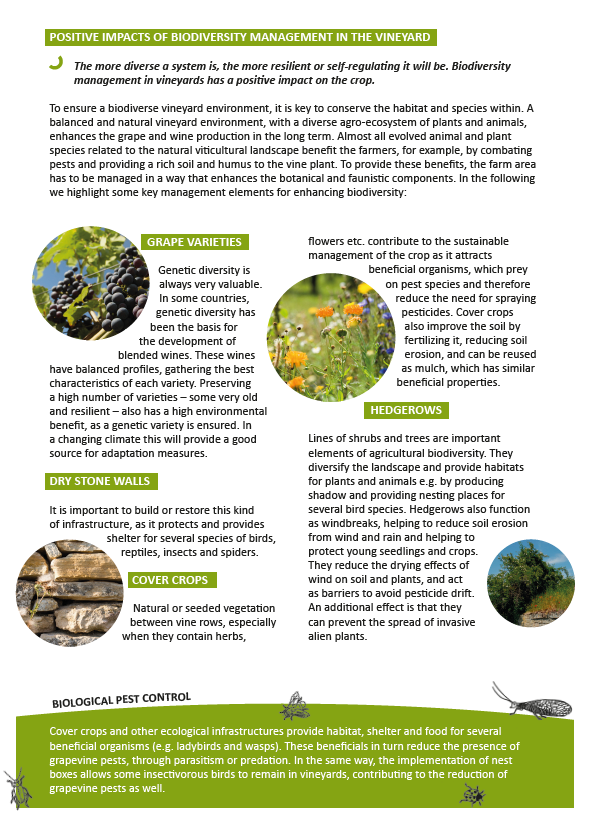 POSITIVE IMPACTS OF BIODIVERSITY MANAGEMENT IN THE VINEYARD
The more diverse a system is, the more resilient or self-regulating it will be. Biodiversity
management in vineyards has a positive impact on the crop.
To ensure a biodiverse vineyard environment, it is key to conserve the habitat and species within. A
balanced and natural vineyard environment, with a diverse agro-ecosystem of plants and animals,
enhances the grape and wine production in the long term. Almost all evolved animal and plant
species related to the natural viticultural landscape benefit the farmers, for example, by combating
pests and providing a rich soil and humus to the vine plant. To provide these benefits, the farm area
has to be managed in a way that enhances the botanical and faunistic components. In the following
we highlight some key management elements for enhancing biodiversity:
GRAPE VARIETIES
Genetic diversity is
always very valuable.
In some countries,
genetic diversity has
been the basis for
the development of
blended wines. These wines
have balanced profiles, gathering the best
characteristics of each variety. Preserving
a high number of varieties – some very old
and resilient – also has a high environmental
benefit, as a genetic variety is ensured. In
a changing climate this will provide a good
source for adaptation measures.
DRY STONE WALLS
It is important to build or restore this kind
of infrastructure, as it protects and provides
shelter for several species of birds,
reptiles, insects and spiders.
COVER CROPS
Natural or seeded vegetation
between vine rows, especially
when they contain herbs,
flowers etc. contribute to the sustainable
management of the crop as it attracts
beneficial organisms, which prey
on pest species and therefore
reduce the need for spraying
pesticides. Cover crops
also improve the soil by
fertilizing it, reducing soil
erosion, and can be reused
as mulch, which has similar
beneficial properties.
HEDGEROWS
Lines of shrubs and trees are important
elements of agricultural biodiversity. They
diversify the landscape and provide habitats
for plants and animals e.g. by producing
shadow and providing nesting places for
several bird species. Hedgerows also function
as windbreaks, helping to reduce soil erosion
from wind and rain and helping to
protect young seedlings and crops.
They reduce the drying effects of
wind on soil and plants, and act
as barriers to avoid pesticide drift.
An additional effect is that they
can prevent the spread of invasive
alien plants.
BIOLOGICAL PEST CONTROL
Cover crops and other ecological infrastructures provide habitat, shelter and food for several
beneficial organisms (e.g. ladybirds and wasps). These beneficials in turn reduce the presence of
grapevine pests, through parasitism or predation. In the same way, the implementation of nest
boxes allows some insectivorous birds to remain in vineyards, contributing to the reduction of
grapevine pests as well.